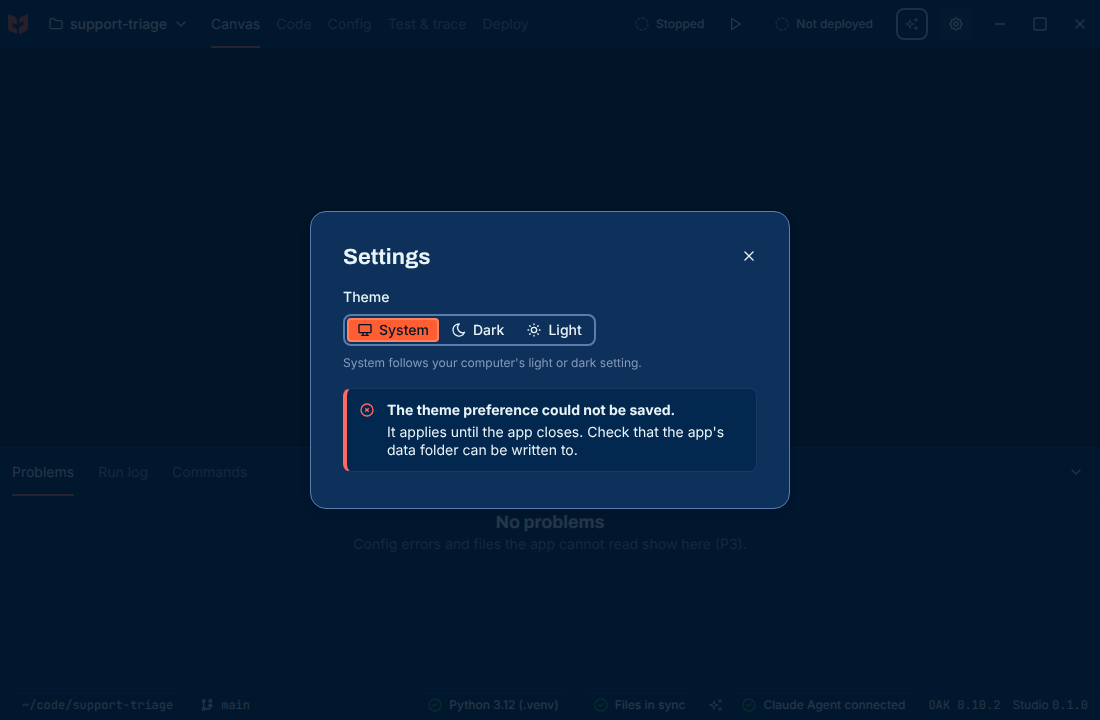 support-triage
Canvas
Code
Config
Test & trace
Deploy
Stopped
Not deployed
Settings
Theme
System
Dark
Light
System follows your computer's light or dark setting.
The theme preference could not be saved.
It applies until the app closes. Check that the app's
data folder can be written to.
Problems
Run log
Commands
No problems
Config errors and files the app cannot read show here (P3).
~/code/support-triage
main
Python 3.12 (.venv)
Files in sync
Claude Agent connected
OAK 0.10.2
Studio 0.1.0